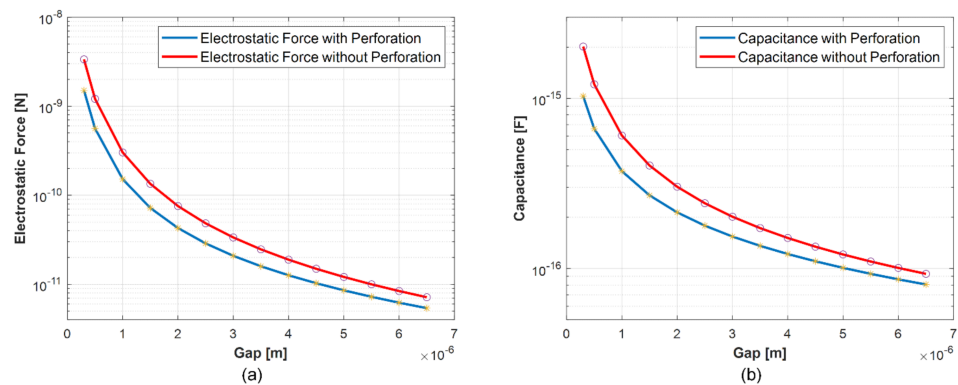 10^-8
10^-9
10^-10
10^-11
Electrostatic Force [N]
Electrostatic Force with Perforation
Electrostatic Force without Perforation
0 1 2 3 4 5 6 7
Gap [m]
×10^-6
(a)
10^-15
10^-16
Capacitance [F]
Capacitance with Perforation
Capacitance without Perforation
0 1 2 3 4 5 6 7
Gap [m]
×10^-6
(b)